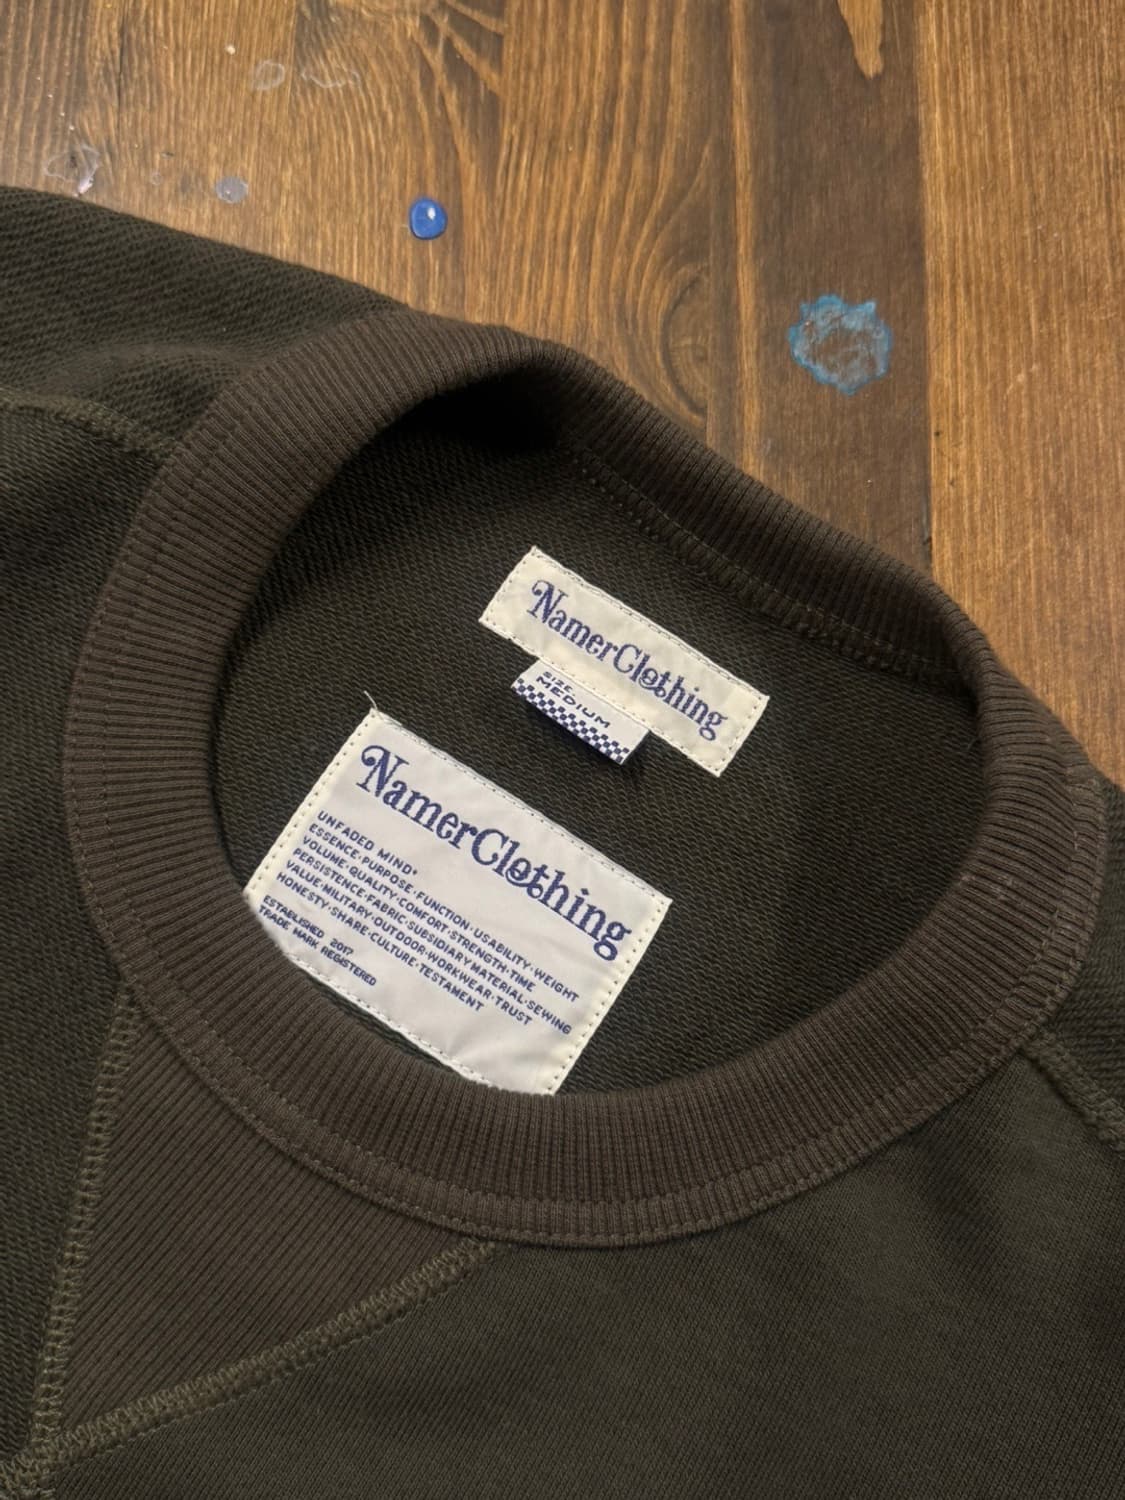 NamerClothing
SIZE.
MEDIUM
NamerClothing
UNFADED MIND*
ESSENCE·PURPOSE·FUNCTION·USABILITY·WEIGHT
VOLUME·QUALITY·COMFORT·STRENGTH·TIME
PERSISTENCE·FABRIC·SUBSIDIARY MATERIAL·SEWING
VALUE·MILITARY·OUTDOOR·WORKWEAR·TRUST
HONESTY·SHARE·CULTURE·TESTAMENT
ESTABLISHED 2017
TRADE MARK REGISTERED